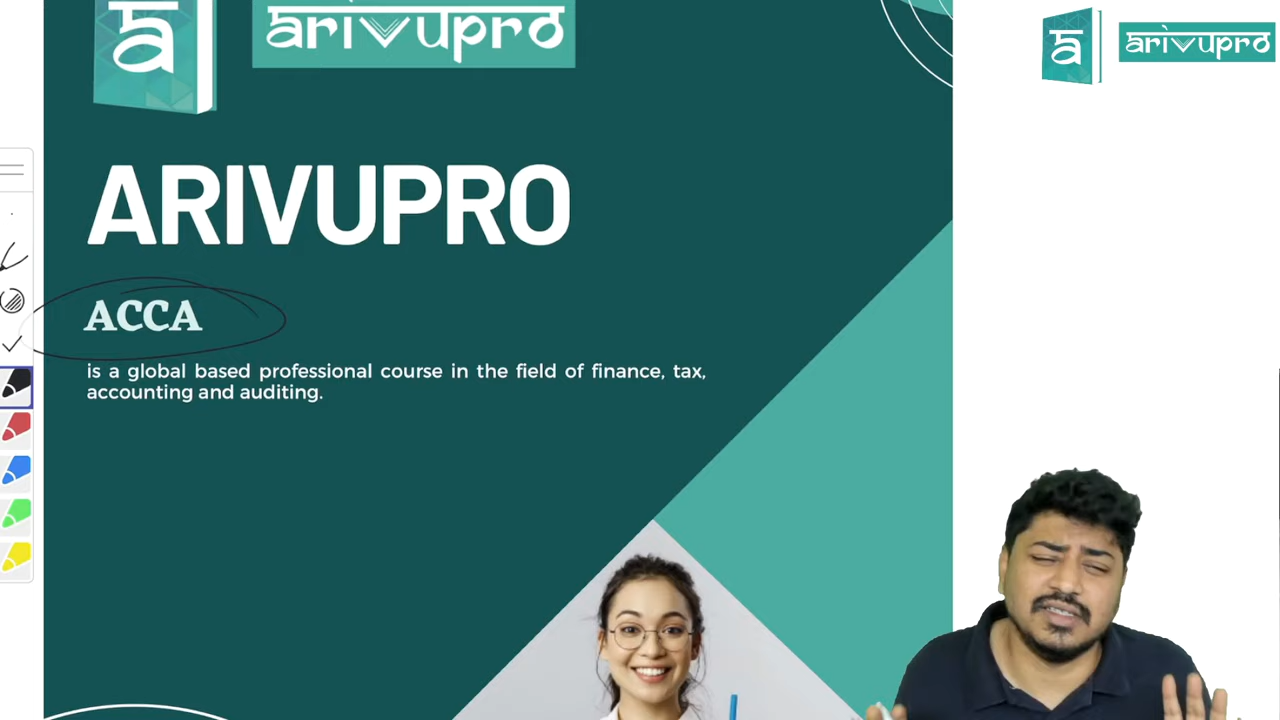 arivupro
a
arivupro
a
ARIVUPRO
ACCA
is a global based professional course in the field of finance, tax,
accounting and auditing.